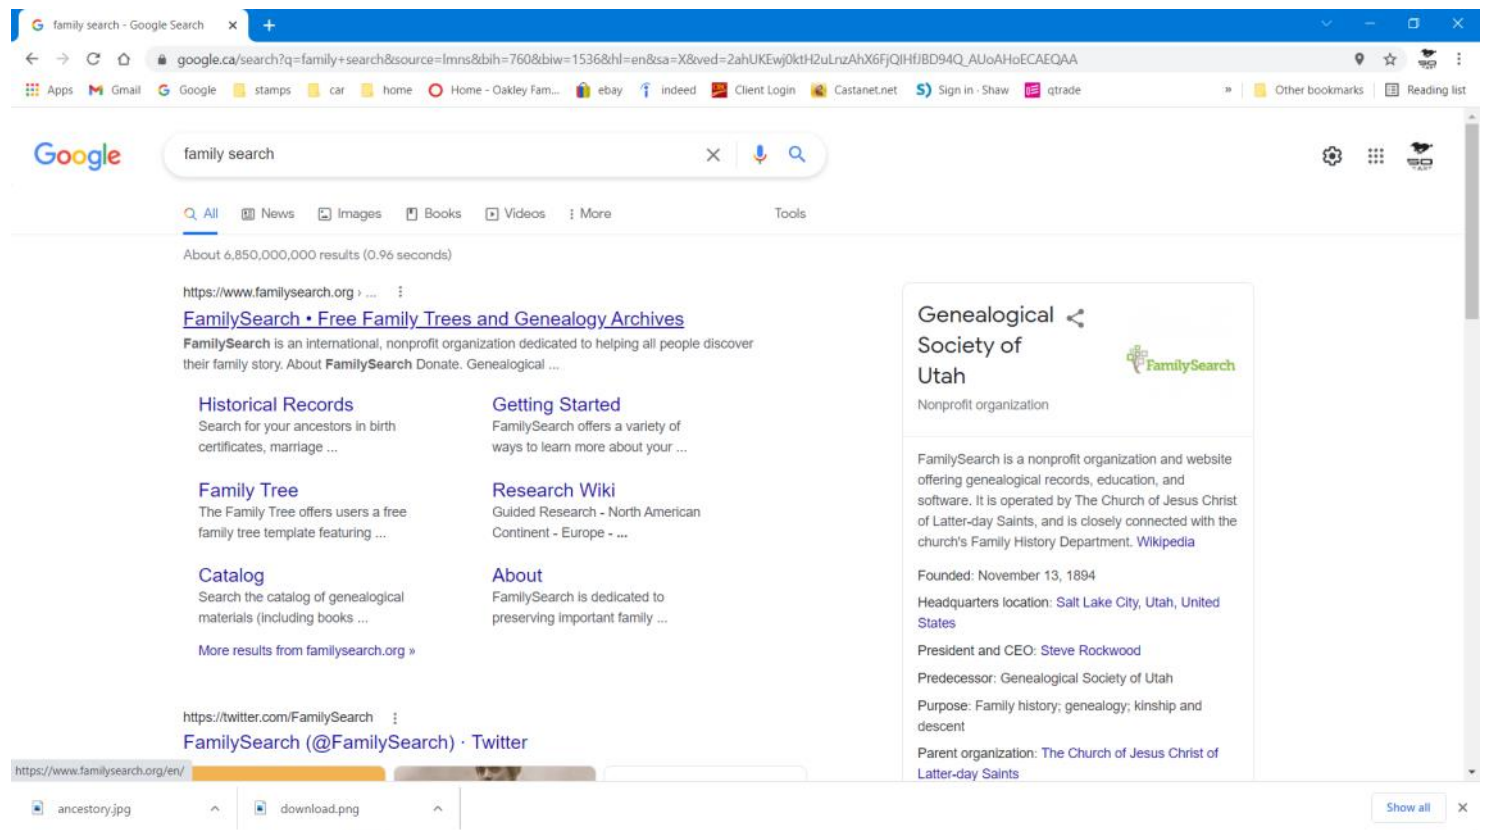 family search - Google Search
google.ca/search?q=family+search&source=lmns&bih=760&biw=1536&hl=en&sa=X&ved=2ahUKEwj0ktH2uLnzAhX6FjQIHfJBD94Q_AUoAHoECAEQAA
Apps Gmail Google stamps car home Home - Oakley Fam... ebay indeed Client Login Castanet.net Sign in · Shaw qtrade » Other bookmarks Reading list
Google family search
All News Images Books Videos More Tools
About 6,850,000,000 results (0.96 seconds)
https://www.familysearch.org › ...
FamilySearch • Free Family Trees and Genealogy Archives
FamilySearch is an international, nonprofit organization dedicated to helping all people discover
their family story. About FamilySearch Donate. Genealogical ...
Historical Records
Search for your ancestors in birth
certificates, marriage ...
Getting Started
FamilySearch offers a variety of
ways to learn more about your ...
Family Tree
The Family Tree offers users a free
family tree template featuring ...
Research Wiki
Guided Research - North American
Continent - Europe - ...
Catalog
Search the catalog of genealogical
materials (including books ...
About
FamilySearch is dedicated to
preserving important family ...
More results from familysearch.org »
https://twitter.com/FamilySearch
FamilySearch (@FamilySearch) · Twitter
Genealogical
Society of
Utah
FamilySearch
Nonprofit organization
FamilySearch is a nonprofit organization and website
offering genealogical records, education, and
software. It is operated by The Church of Jesus Christ
of Latter-day Saints, and is closely connected with the
church's Family History Department. Wikipedia
Founded: November 13, 1894
Headquarters location: Salt Lake City, Utah, United
States
President and CEO: Steve Rockwood
Predecessor: Genealogical Society of Utah
Purpose: Family history; genealogy; kinship and
descent
Parent organization: The Church of Jesus Christ of
Latter-day Saints
https://www.familysearch.org/en/
ancestory.jpg download.png Show all